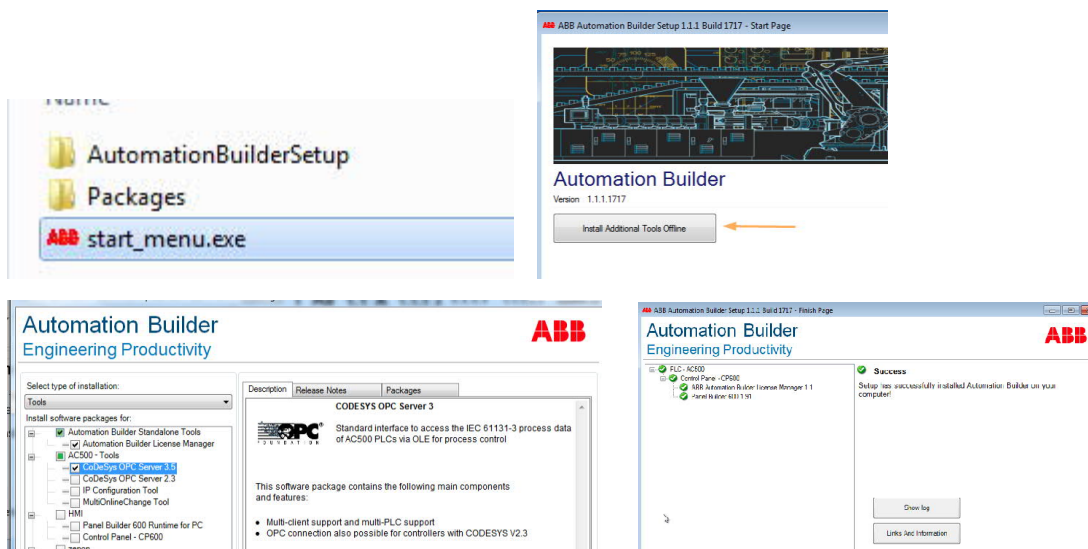 Name
AutomationBuilderSetup
Packages
ABB start_menu.exe
ABB ABB Automation Builder Setup 1.1.1 Build 1717 - Start Page
Automation Builder
Version 1.1.1.1717
Install Additional Tools Offline
Automation Builder
Engineering Productivity
ABB
Select type of installation:
Tools
Install software packages for:
Automation Builder Standalone Tools
Automation Builder License Manager
AC500 - Tools
CoDeSys OPC Server 3.5
CoDeSys OPC Server 2.3
IP Configuration Tool
MultiOnlineChange Tool
HMI
Panel Builder 600 Runtime for PC
Control Panel - CP600
zenon
Description Release Notes Packages
CODESYS OPC Server 3
OPC
FOUNDATION
Standard interface to access the IEC 61131-3 process data
of AC500 PLCs via OLE for process control
This software package contains the following main components
and features:
• Multi-client support and multi-PLC support
• OPC connection also possible for controllers with CODESYS V2.3
ABB ABB Automation Builder Setup 1.1.1 Build 1717 - Finish Page
Automation Builder
Engineering Productivity
ABB
PLC - AC500
Control Panel - CP600
ABB Automation Builder License Manager 1.1
Panel Builder 600 1.91
Success
Setup has successfully installed Automation Builder on your
computer!
Show log
Links And Information